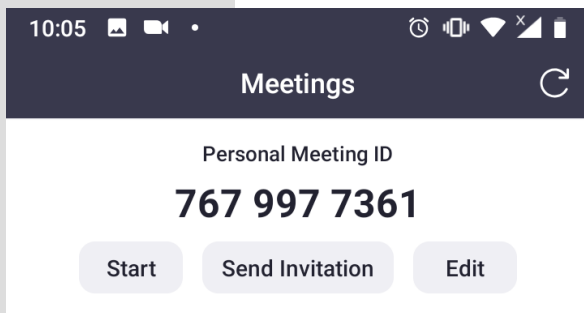 10:05
Meetings
Personal Meeting ID
767 997 7361
Start Send Invitation Edit